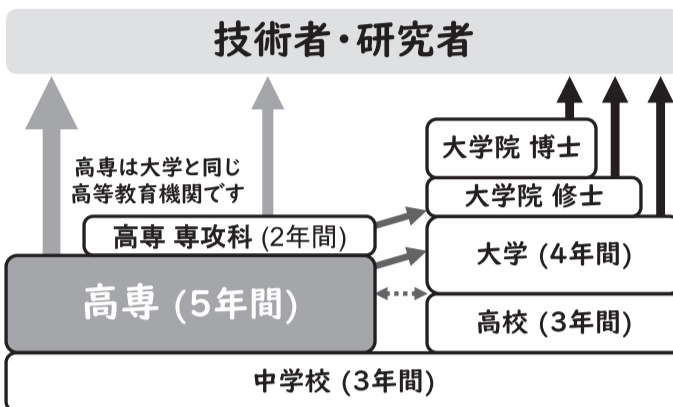 技術者・研究者
高専は大学と同じ
高等教育機関です
大学院 博士
大学院 修士
高専 専攻科 (2年間)
大学 (4年間)
高専 (5年間)
高校 (3年間)
中学校 (3年間)